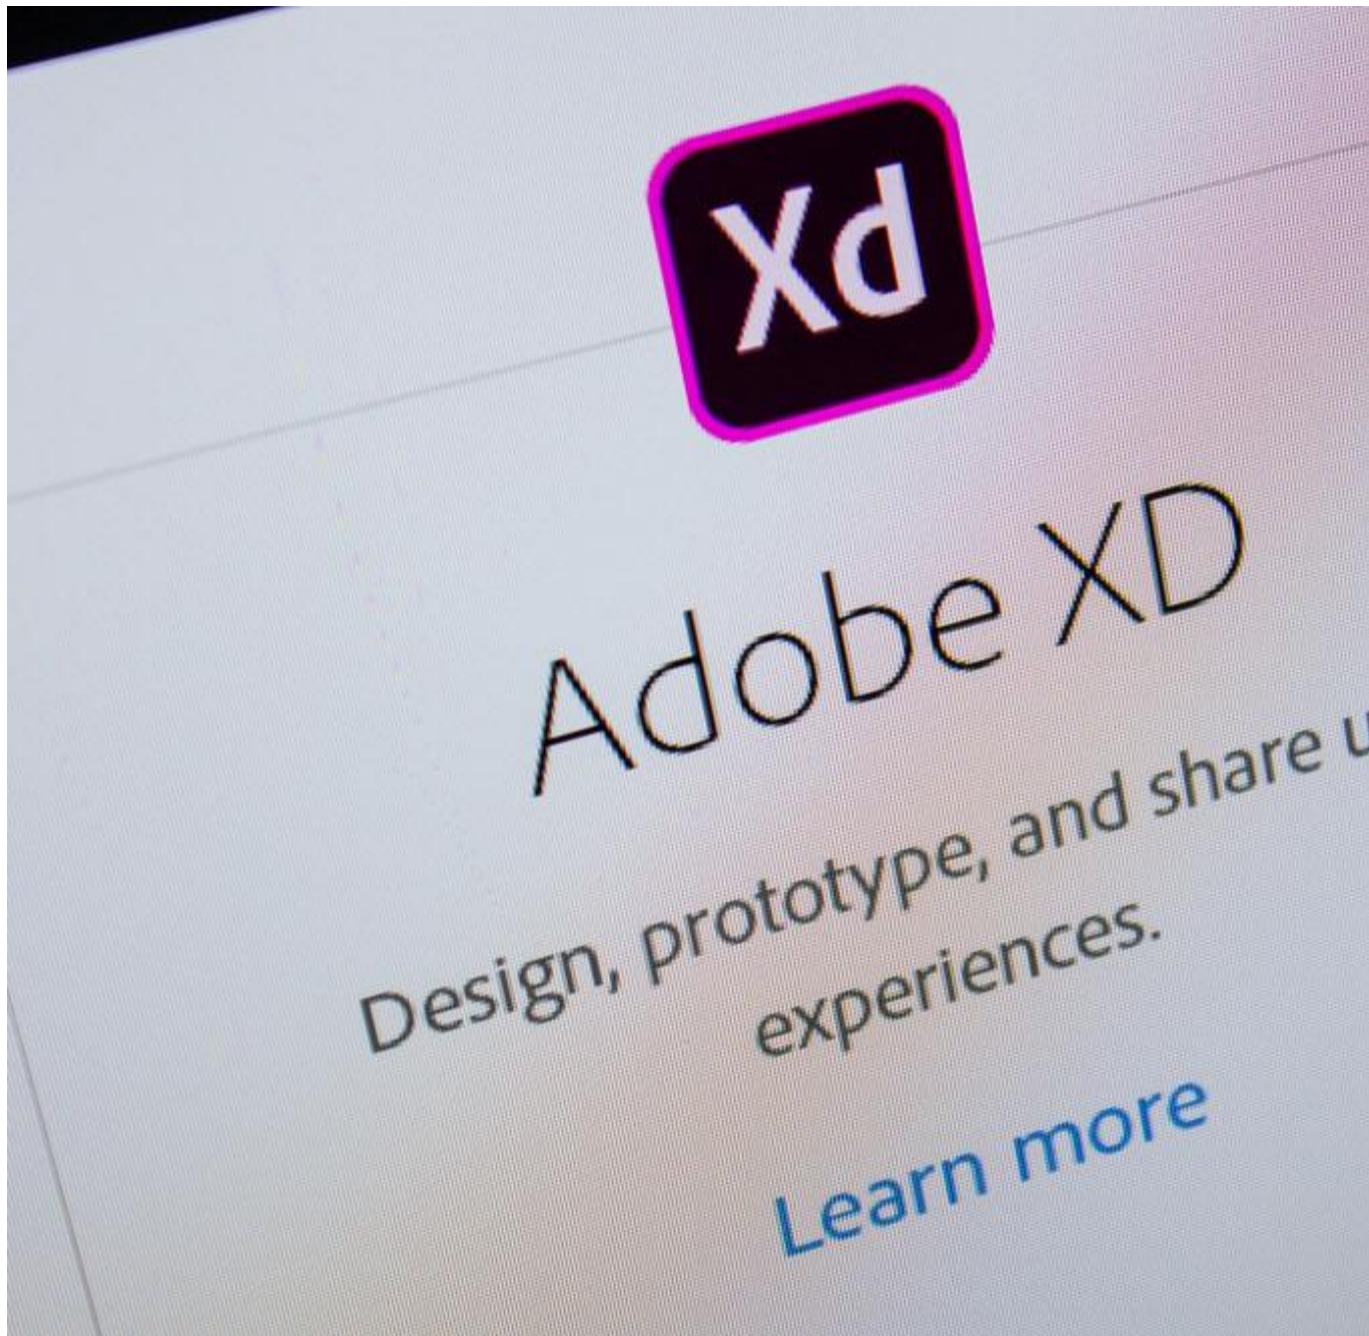 Xd
Adobe XD
Design, prototype, and share
experiences.
Learn more